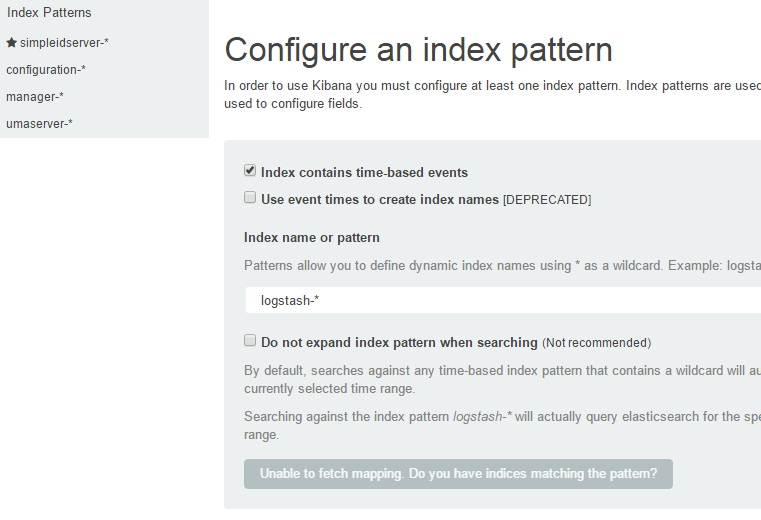 Index Patterns
simpleidserver-*
configuration-*
manager-*
umaserver-*
Configure an index pattern
In order to use Kibana you must configure at least one index pattern. Index patterns are used
used to configure fields.
Index contains time-based events
Use event times to create index names [DEPRECATED]
Index name or pattern
Patterns allow you to define dynamic index names using * as a wildcard. Example: logsta
logstash-*
Do not expand index pattern when searching (Not recommended)
By default, searches against any time-based index pattern that contains a wildcard will au
currently selected time range.
Searching against the index pattern logstash-* will actually query elasticsearch for the spe
range.
Unable to fetch mapping. Do you have indices matching the pattern?